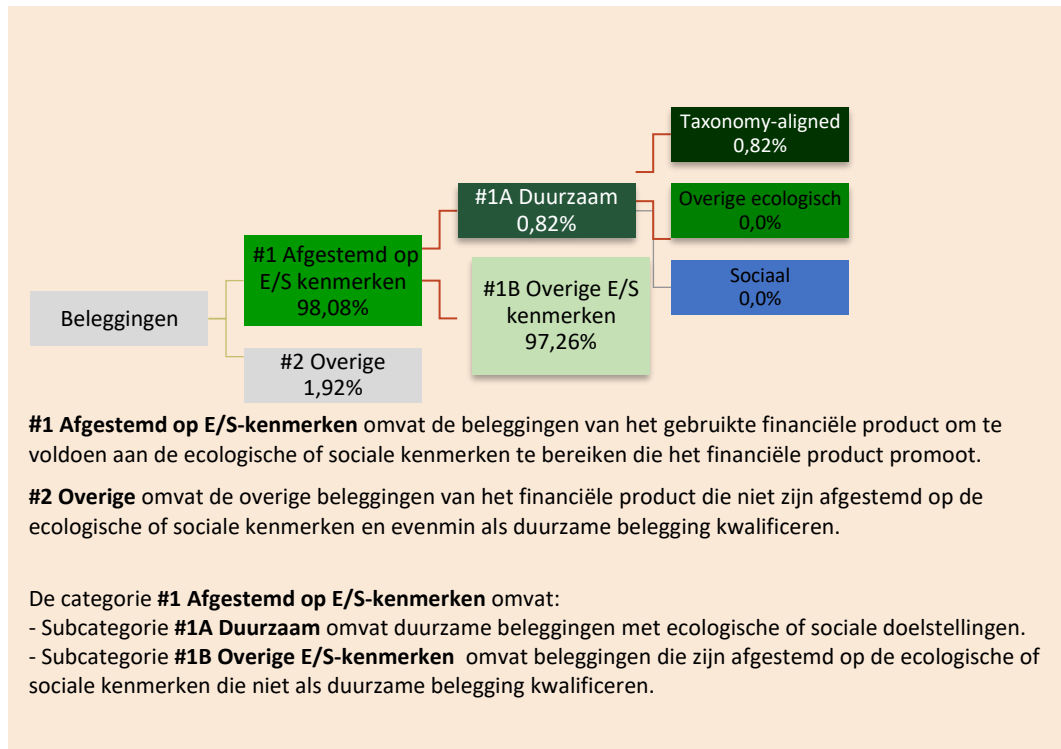 Taxonomy-aligned
0,82%
#1A Duurzaam
0,82%
Overige ecologisch
0,0%
#1 Afgestemd op
E/S kenmerken
98,08%
#1B Overige E/S
kenmerken
97,26%
Sociaal
0,0%
Beleggingen
#2 Overige
1,92%
#1 Afgestemd op E/S-kenmerken omvat de beleggingen van het gebruikte financiële product om te
voldoen aan de ecologische of sociale kenmerken te bereiken die het financiële product promoot.
#2 Overige omvat de overige beleggingen van het financiële product die niet zijn afgestemd op de
ecologische of sociale kenmerken en evenmin als duurzame belegging kwalificeren.
De categorie #1 Afgestemd op E/S-kenmerken omvat:
- Subcategorie #1A Duurzaam omvat duurzame beleggingen met ecologische of sociale doelstellingen.
- Subcategorie #1B Overige E/S-kenmerken omvat beleggingen die zijn afgestemd op de ecologische of
sociale kenmerken die niet als duurzame belegging kwalificeren.